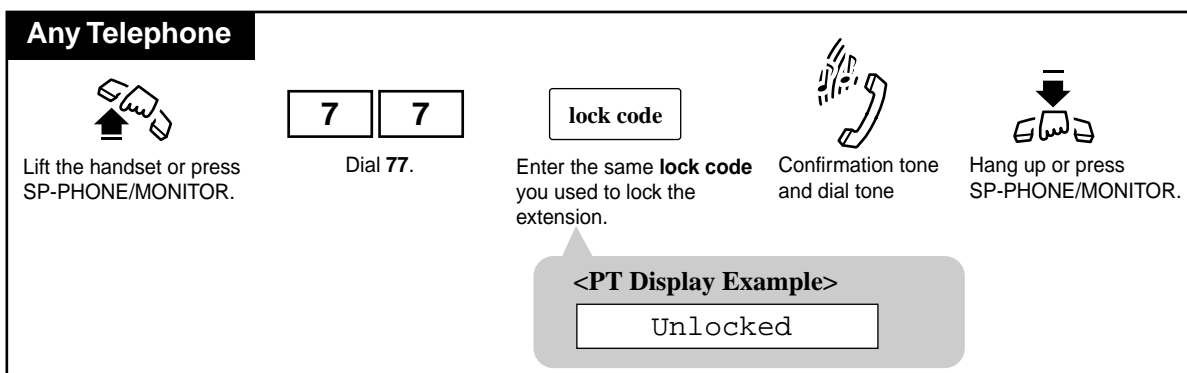 Any Telephone
7 7
lock code
Lift the handset or press
SP-PHONE/MONITOR.
Dial 77.
Enter the same lock code
you used to lock the
extension.
Confirmation tone
and dial tone
Hang up or press
SP-PHONE/MONITOR.
<PT Display Example>
Unlocked